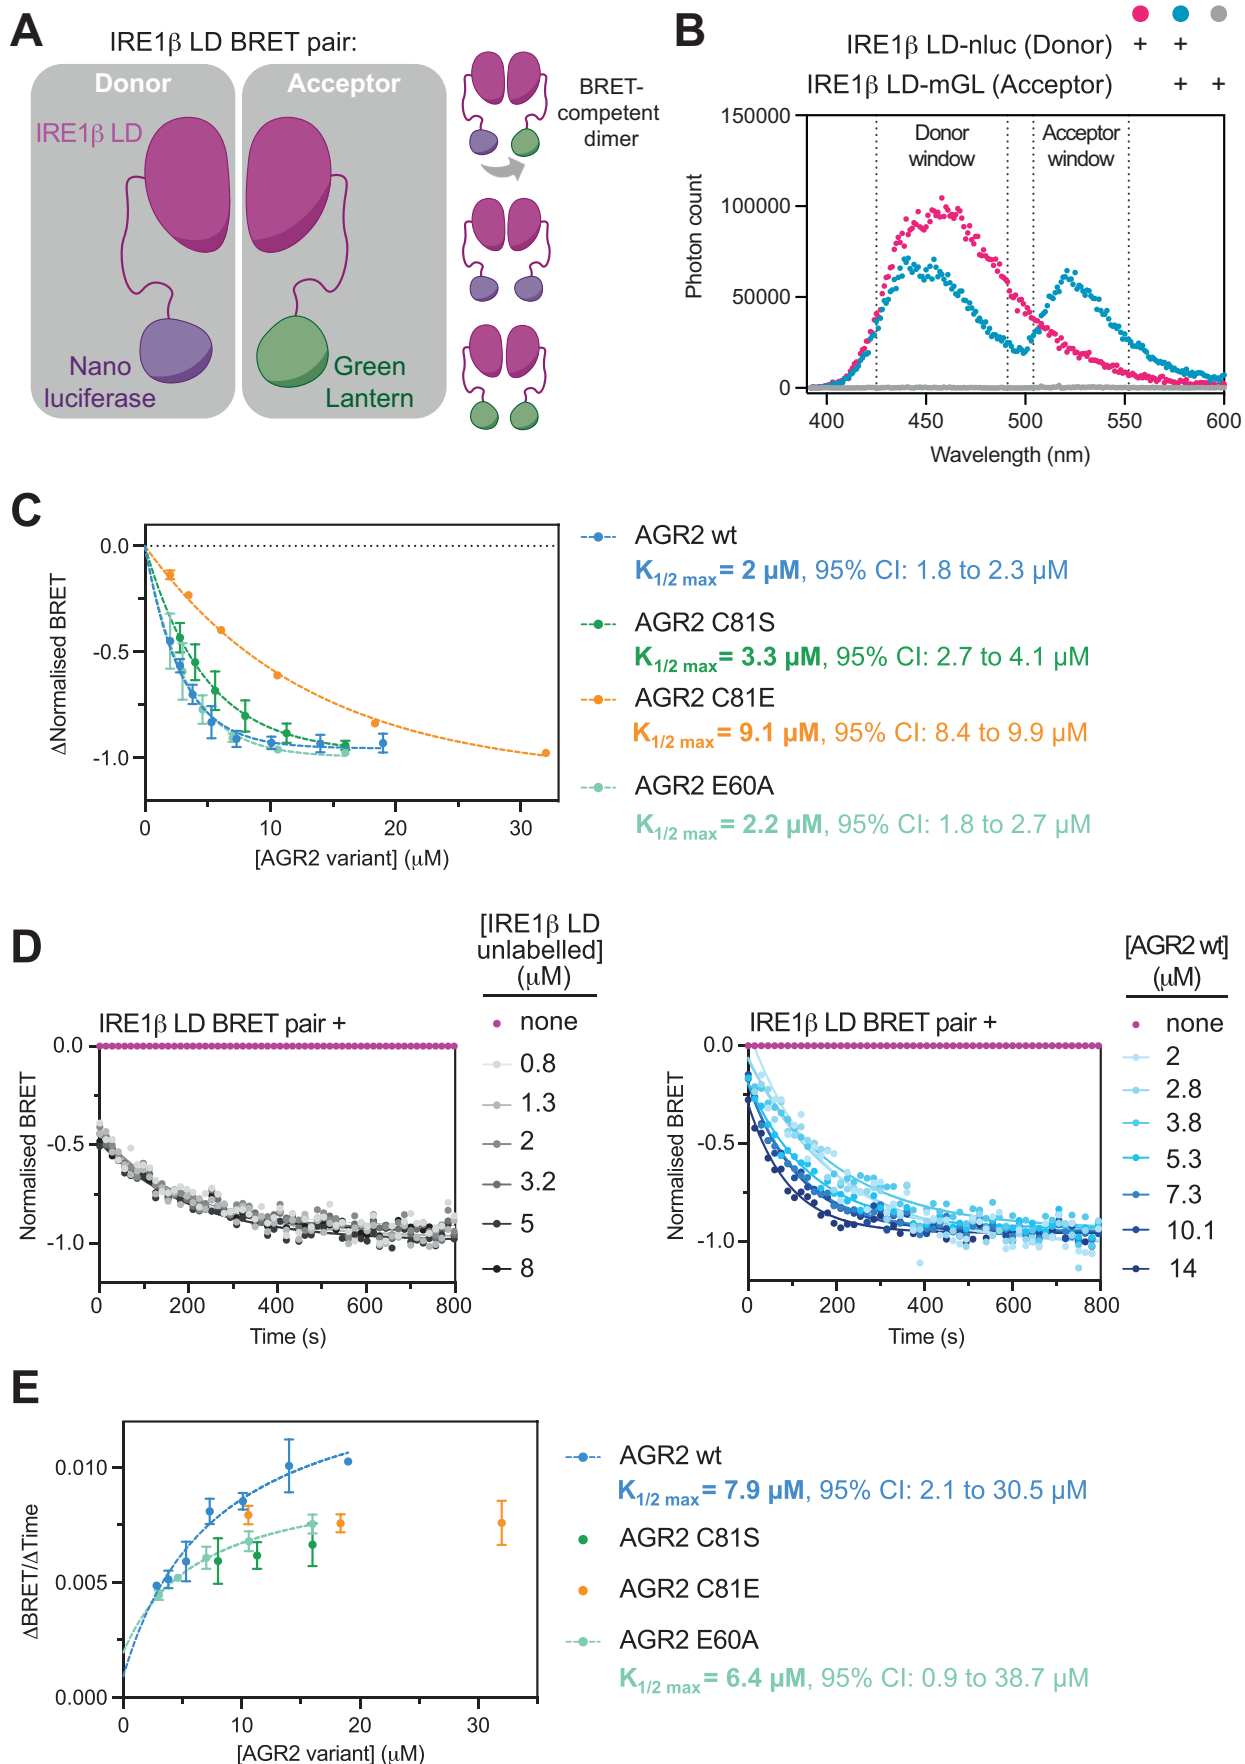 A
IRE1β LD BRET pair:
Donor
Acceptor
IRE1β LD
Nano
luciferase
Green
Lantern
BRET-
competent
dimer
B
IRE1β LD-nluc (Donor) + +
IRE1β LD-mGL (Acceptor) + +
Donor
window
Acceptor
window
Photon count
150000
100000
50000
0
400 450 500 550 600
Wavelength (nm)
C
ΔNormalised BRET
0.0
-0.5
-1.0
0 10 20 30
[AGR2 variant] (μM)
AGR2 wt
K1/2 max = 2 μM, 95% CI: 1.8 to 2.3 μM
AGR2 C81S
K1/2 max = 3.3 μM, 95% CI: 2.7 to 4.1 μM
AGR2 C81E
K1/2 max = 9.1 μM, 95% CI: 8.4 to 9.9 μM
AGR2 E60A
K1/2 max = 2.2 μM, 95% CI: 1.8 to 2.7 μM
D
IRE1β LD BRET pair +
Normalised BRET
0.0
-0.5
-1.0
0 200 400 600 800
Time (s)
[IRE1β LD
unlabelled]
(μM)
none
0.8
1.3
2
3.2
5
8
IRE1β LD BRET pair +
Normalised BRET
0.0
-0.5
-1.0
0 200 400 600 800
Time (s)
[AGR2 wt]
(μM)
none
2
2.8
3.8
5.3
7.3
10.1
14
E
ΔBRET/ΔTime
0.010
0.005
0.000
0 10 20 30
[AGR2 variant] (μM)
AGR2 wt
K1/2 max = 7.9 μM, 95% CI: 2.1 to 30.5 μM
AGR2 C81S
AGR2 C81E
AGR2 E60A
K1/2 max = 6.4 μM, 95% CI: 0.9 to 38.7 μM